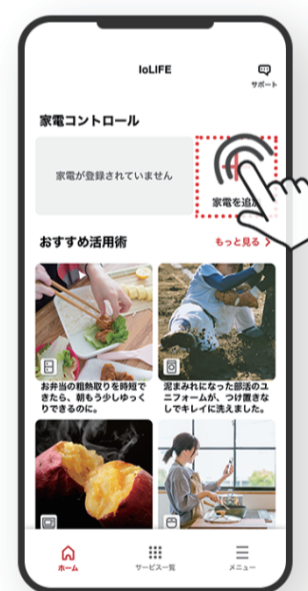 IoLIFE
サポート
家電コントロール
家電が登録されていません
家電を追加
おすすめ活用術
もっと見る
お弁当の粗熱取りを時短で
きたら、朝もう少しゆっく
りできるのに。
泥まみれになった部活のユ
ニフォームが、つけ置きな
しでキレイに洗えました。
ホーム
サービス一覧
メニュー